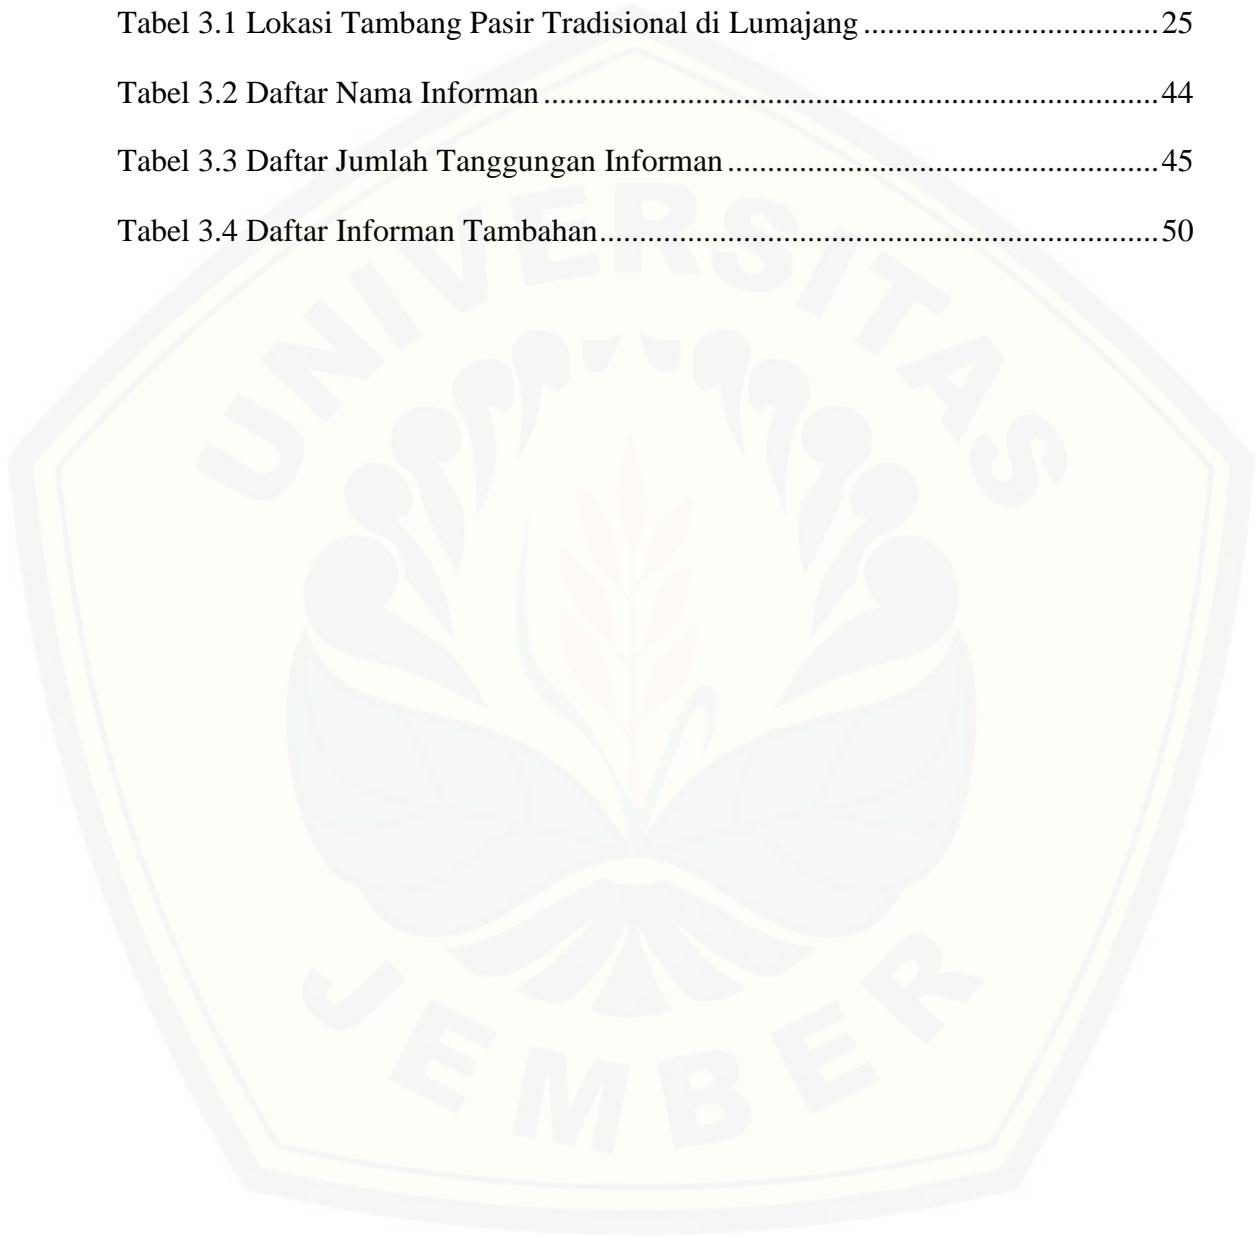 Tabel 3.1 Lokasi Tambang Pasir Tradisional di Lumajang ................................ 25
Tabel 3.2 Daftar Nama Informan ................................................................. 44
Tabel 3.3 Daftar Jumlah Tanggungan Informan .............................................. 45
Tabel 3.4 Daftar Informan Tambahan ........................................................... 50
UNIVERSITAS
JEMBER